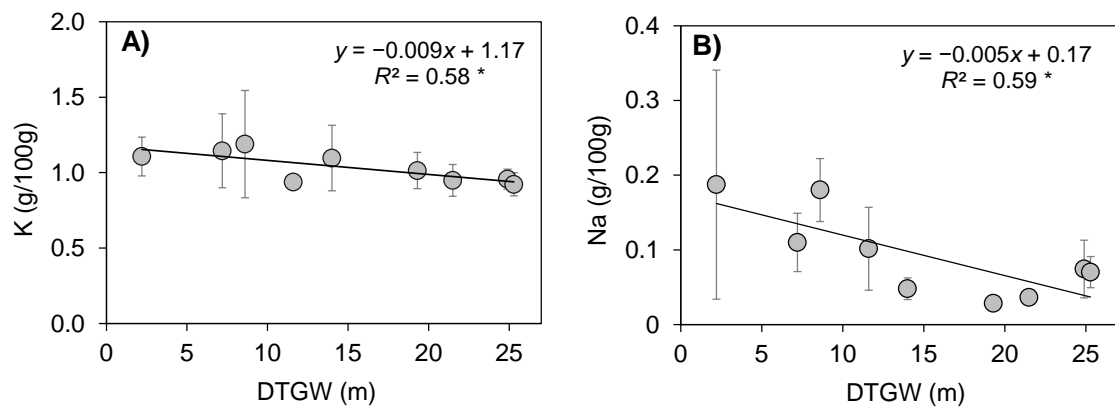 A)
y = −0.009x + 1.17
R² = 0.58 *
K (g/100g)
2.0
1.5
1.0
0.5
0.0
0 5 10 15 20 25
DTGW (m)
B)
y = −0.005x + 0.17
R² = 0.59 *
Na (g/100g)
0.4
0.3
0.2
0.1
0
0 5 10 15 20 25
DTGW (m)